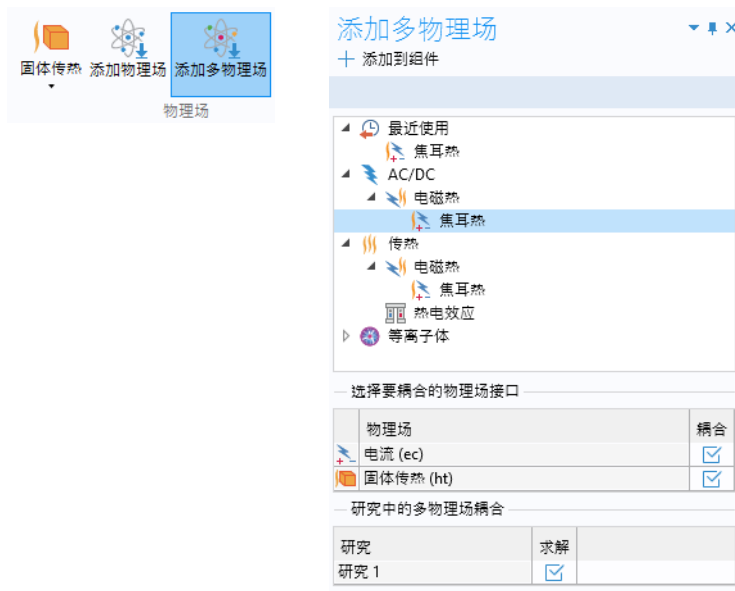 固体传热
添加物理场
添加多物理场
物理场
添加多物理场
添加到组件
最近使用
焦耳热
AC/DC
电磁热
焦耳热
传热
电磁热
焦耳热
热电效应
等离子体
选择要耦合的物理场接口
物理场 耦合
电流 (ec)
固体传热 (ht)
研究中的多物理场耦合
研究 求解
研究 1